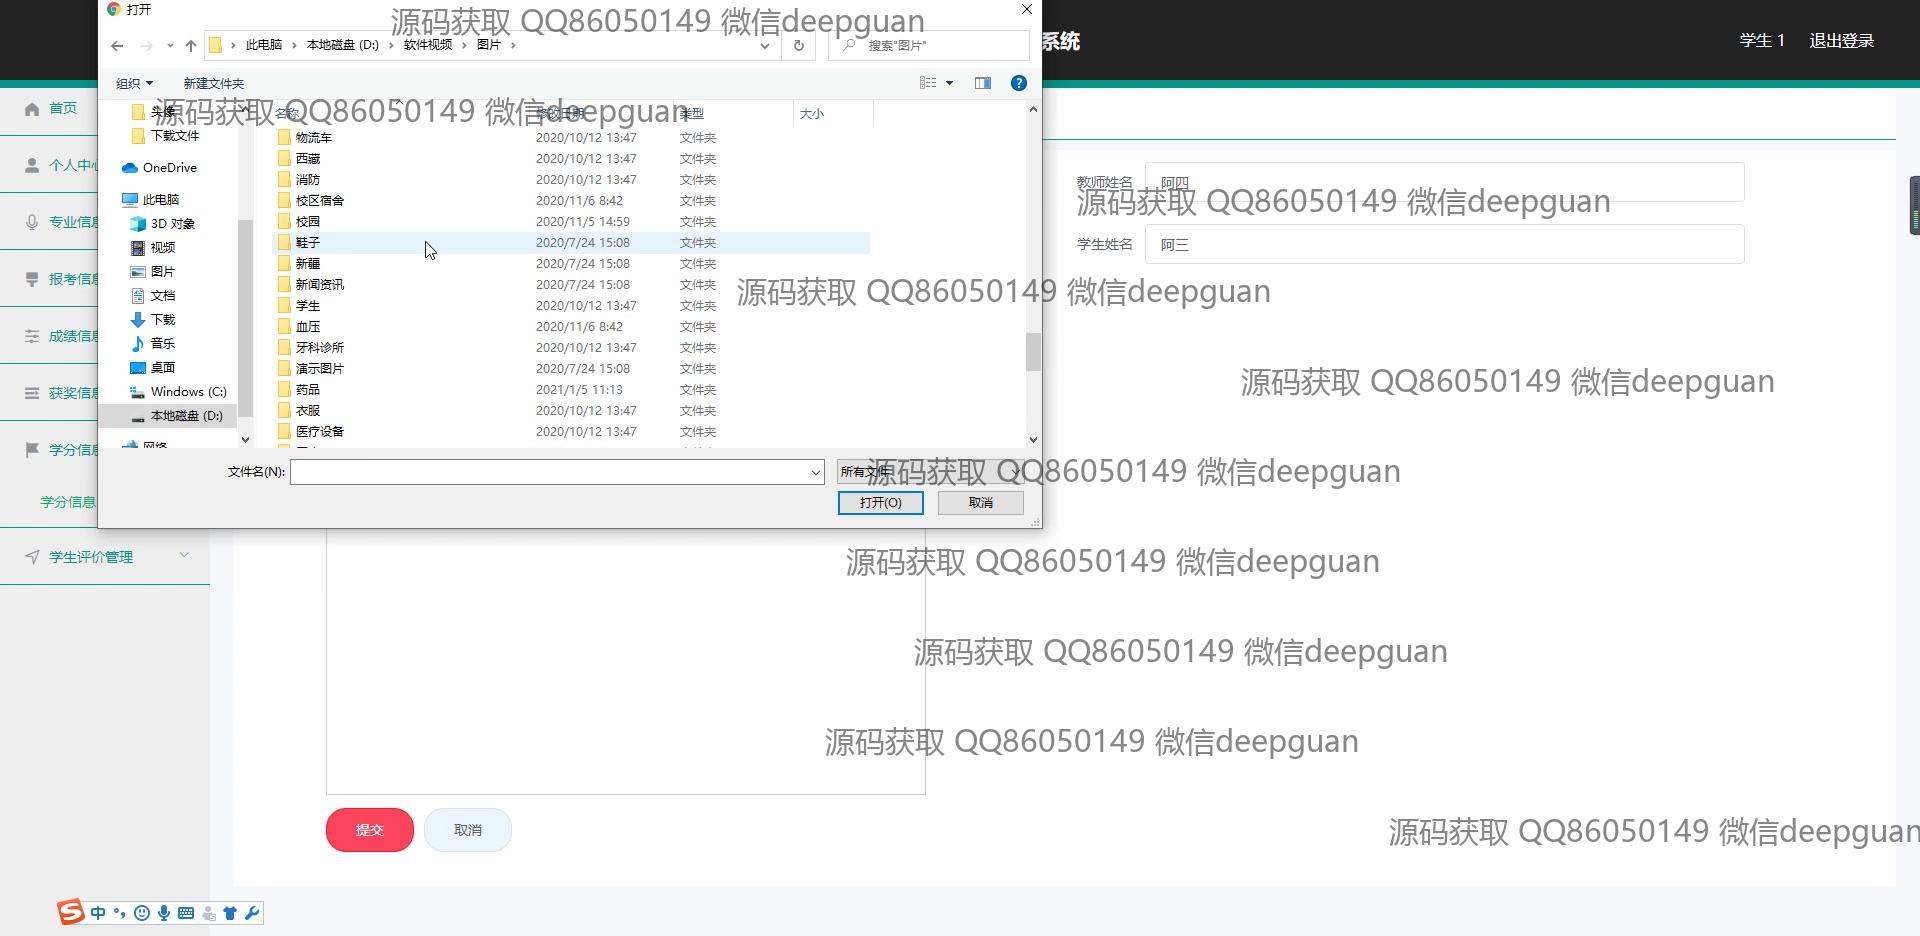 打开
源码获取 QQ86050149 微信deepguan
此电脑 本地磁盘 (D:) 软件视频 图片
搜索"图片"
系统
学生 1 退出登录
组织 新建文件夹
源码获取 QQ86050149 微信deepguan
名称 修改日期 类型 大小
首页
个人中心
专业信息
报考信息
成绩信息
获奖信息
学分信息
学分信息
学生评价管理
头像
下载文件
OneDrive
此电脑
3D 对象
视频
图片
文档
下载
音乐
桌面
Windows (C:)
本地磁盘 (D:)
网络
物流车 2020/10/12 13:47 文件夹
西藏 2020/10/12 13:47 文件夹
消防 2020/10/12 13:47 文件夹
校区宿舍 2020/11/6 8:42 文件夹
校园 2020/11/5 14:59 文件夹
鞋子 2020/7/24 15:08 文件夹
新疆 2020/7/24 15:08 文件夹
新闻资讯 2020/7/24 15:08 文件夹
学生 2020/10/12 13:47 文件夹
血压 2020/11/6 8:42 文件夹
牙科诊所 2020/10/12 13:47 文件夹
演示图片 2020/7/24 15:08 文件夹
药品 2021/1/5 11:13 文件夹
衣服 2020/10/12 13:47 文件夹
医疗设备 2020/10/12 13:47 文件夹
文件名(N):
所有文件
打开(O) 取消
教师姓名 阿四
源码获取 QQ86050149 微信deepguan
学生姓名 阿三
源码获取 QQ86050149 微信deepguan
源码获取 QQ86050149 微信deepguan
源码获取 QQ86050149 微信deepguan
源码获取 QQ86050149 微信deepguan
源码获取 QQ86050149 微信deepguan
源码获取 QQ86050149 微信deepguan
提交 取消
源码获取 QQ86050149 微信deepguan
中